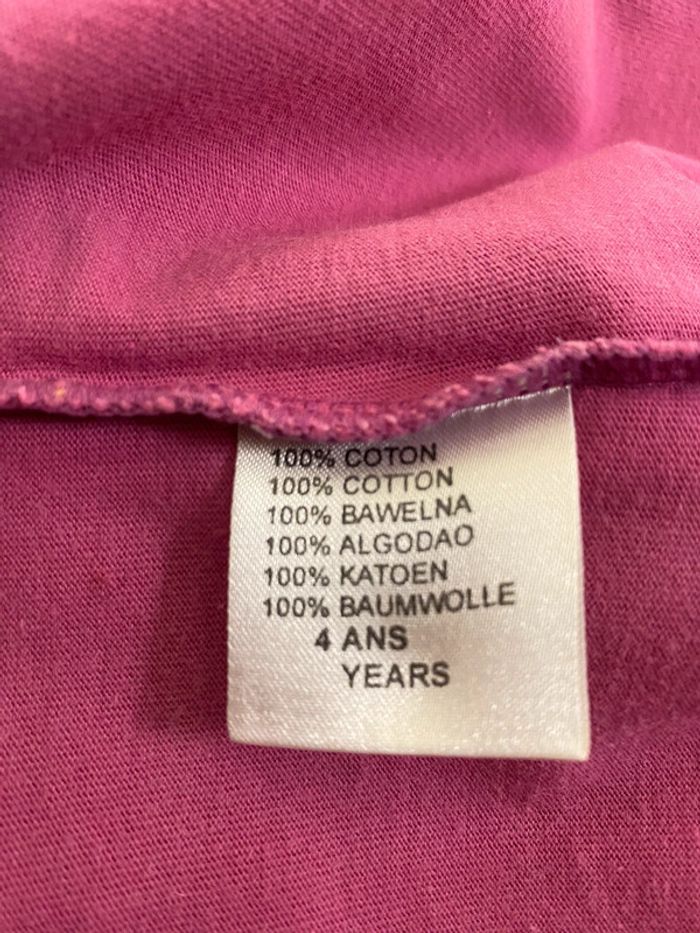 100% COTON
100% COTTON
100% BAWELNA
100% ALGODAO
100% KATOEN
100% BAUMWOLLE
4 ANS
YEARS